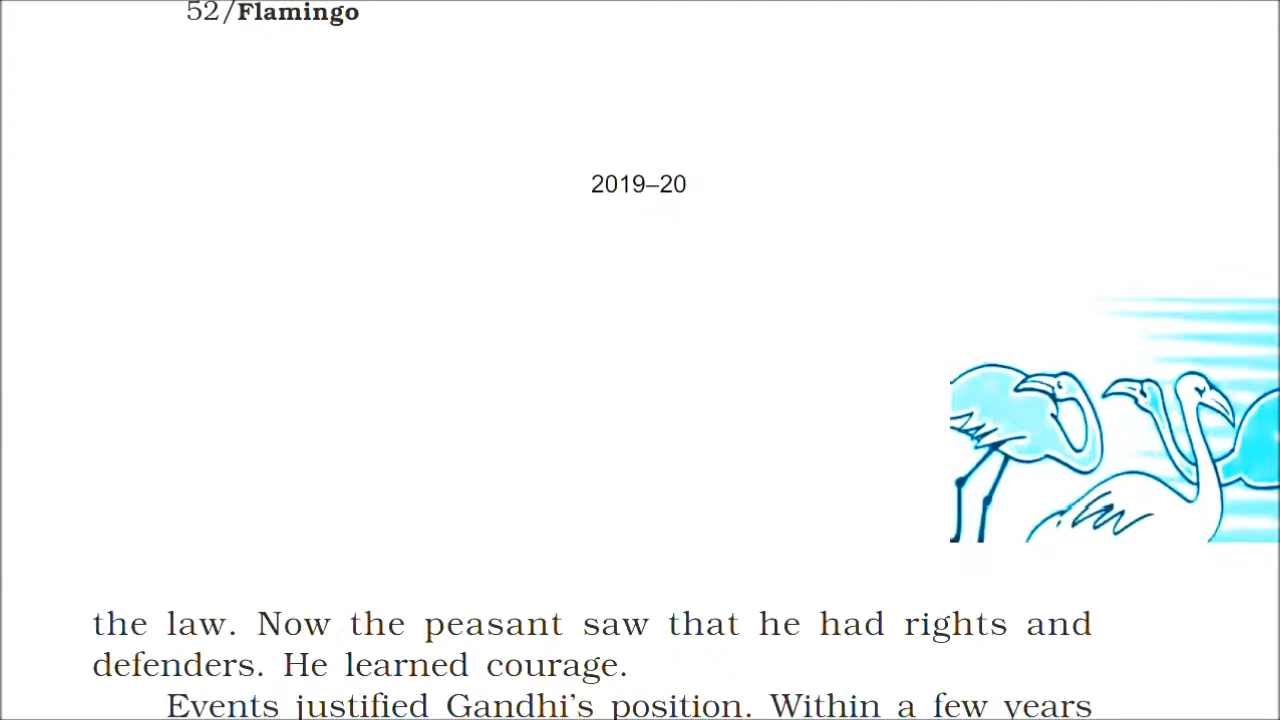 52/Flamingo
2019–20
the law. Now the peasant saw that he had rights and
defenders. He learned courage.
Events justified Gandhi’s position. Within a few years